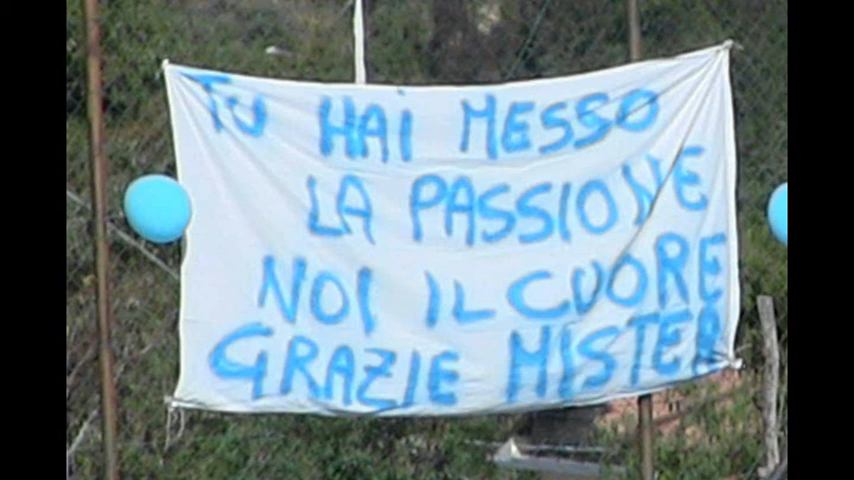 TU HAi MESSO
LA PASSIONE
NOI IL CUORE
GRAZIE MISTER